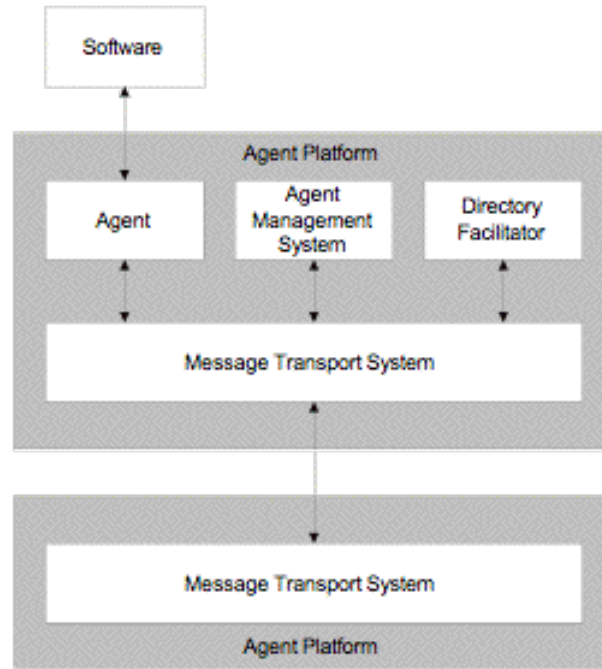 Software
Agent Platform
Agent
Agent
Management
System
Directory
Facilitator
Message Transport System
Message Transport System
Agent Platform